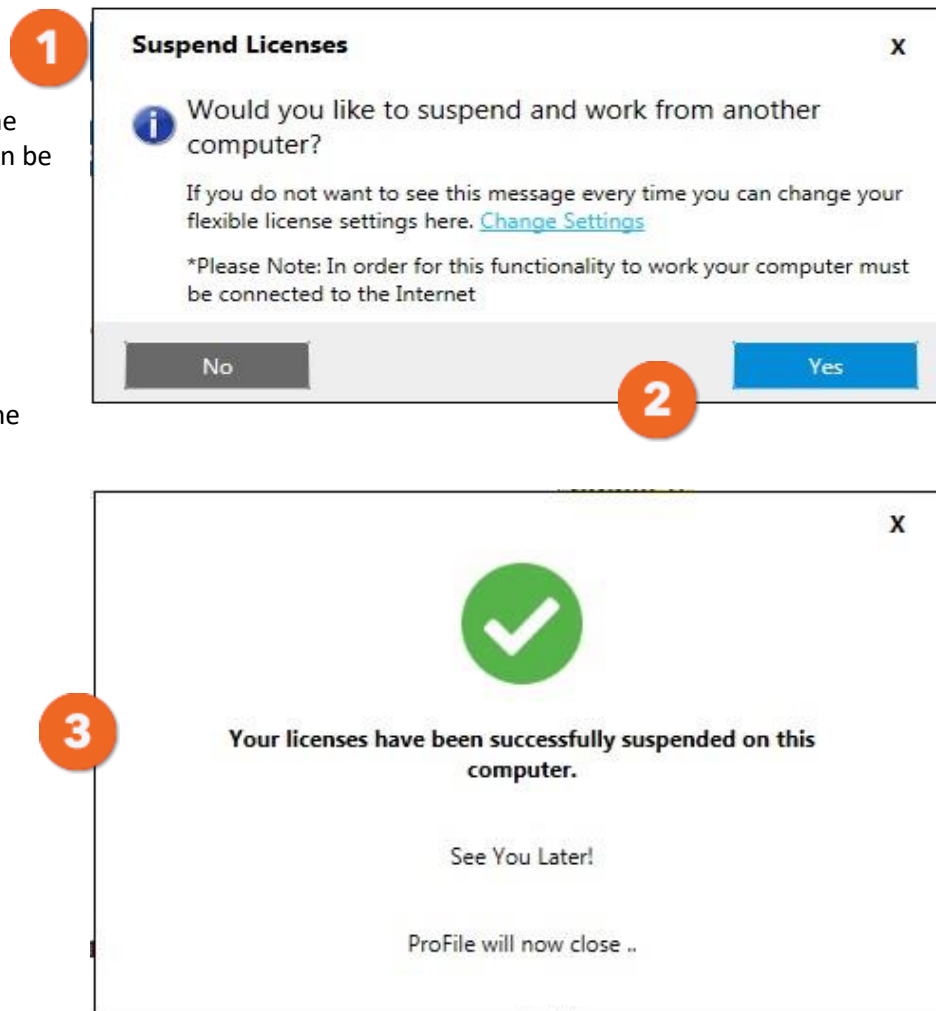 1
Suspend Licenses X
Would you like to suspend and work from another
computer?
If you do not want to see this message every time you can change your
flexible license settings here. Change Settings
*Please Note: In order for this functionality to work your computer must
be connected to the Internet
No Yes
2
n be
X
3
Your licenses have been successfully suspended on this
computer.
See You Later!
ProFile will now close ..